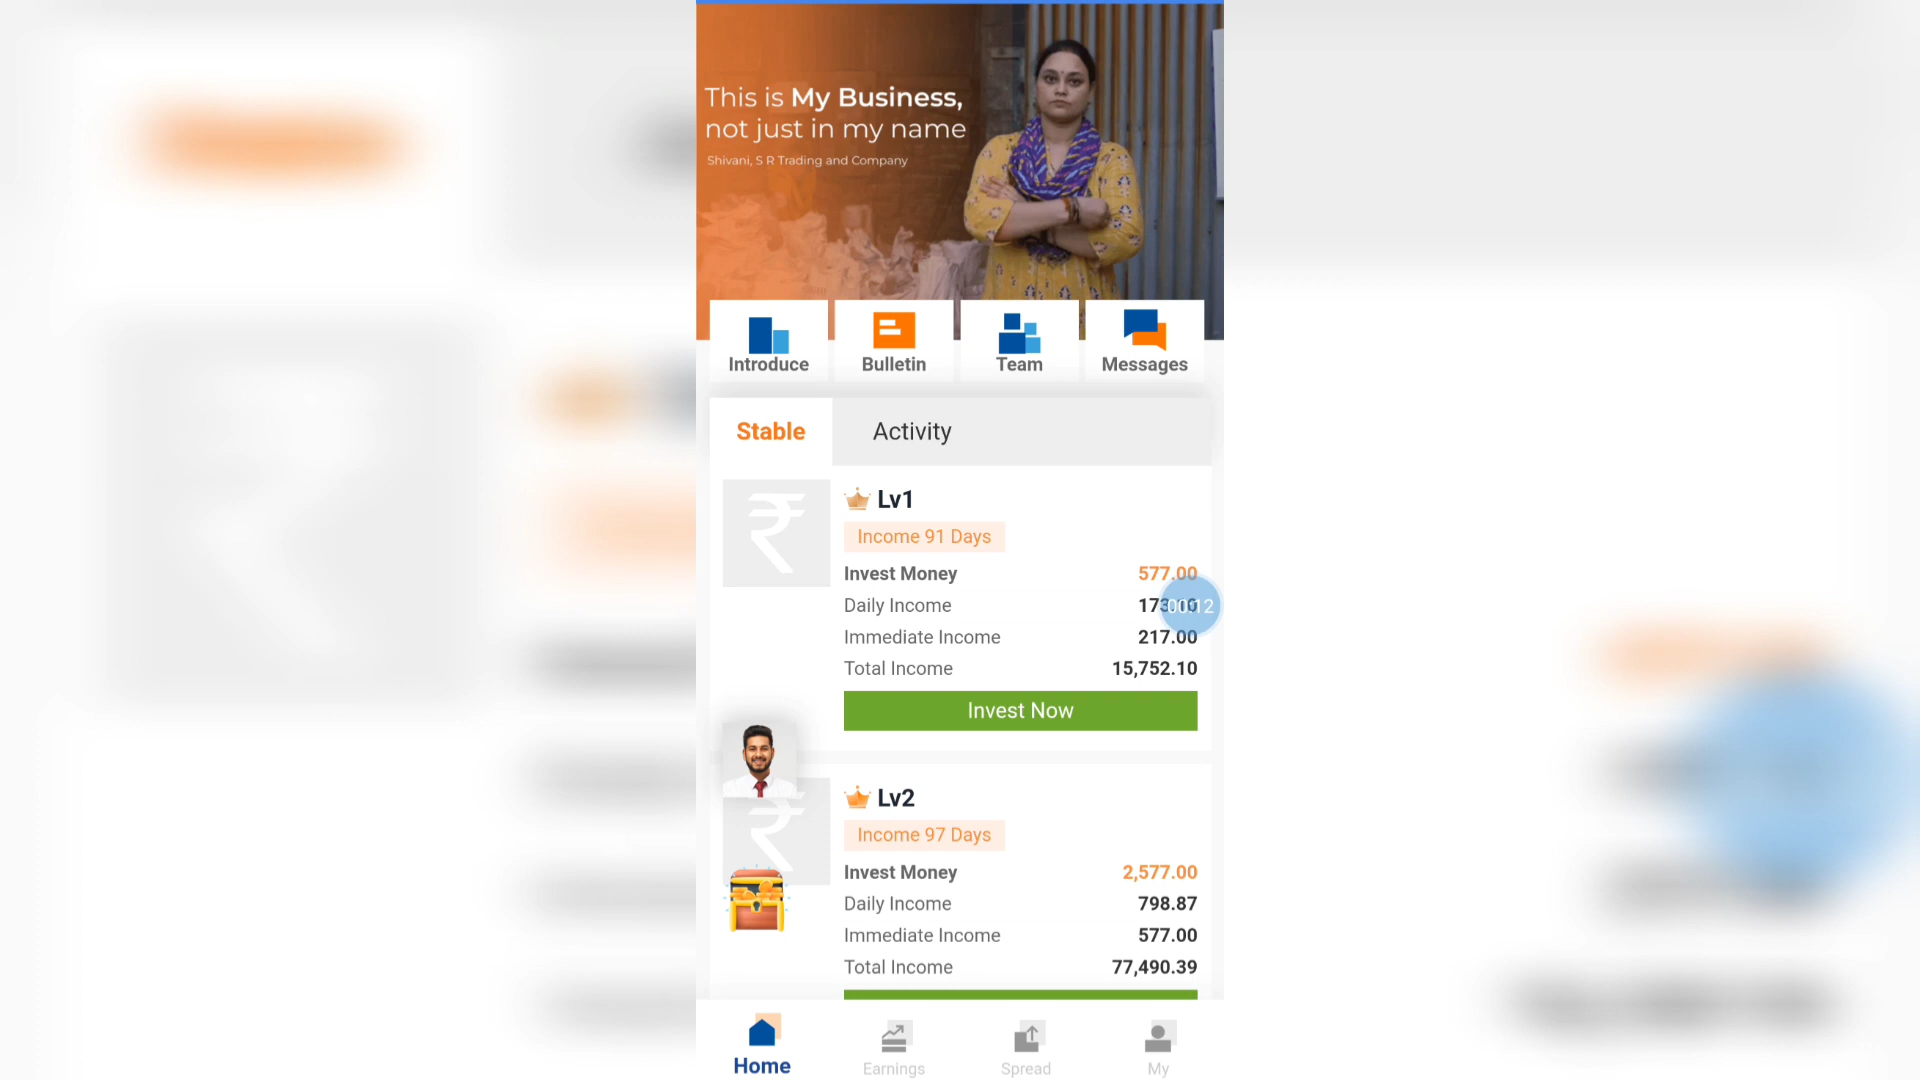 This is My Business,
not just in my name
Shivani, S R Trading and Company
Introduce
Bulletin
Team
Messages
Stable
Activity
Lv1
Income 91 Days
Invest Money 577.00
Daily Income
00:12
Immediate Income 217.00
Total Income 15,752.10
Invest Now
Lv2
Income 97 Days
Invest Money 2,577.00
Daily Income 798.87
Immediate Income 577.00
Total Income 77,490.39
Home
Earnings
Spread
My